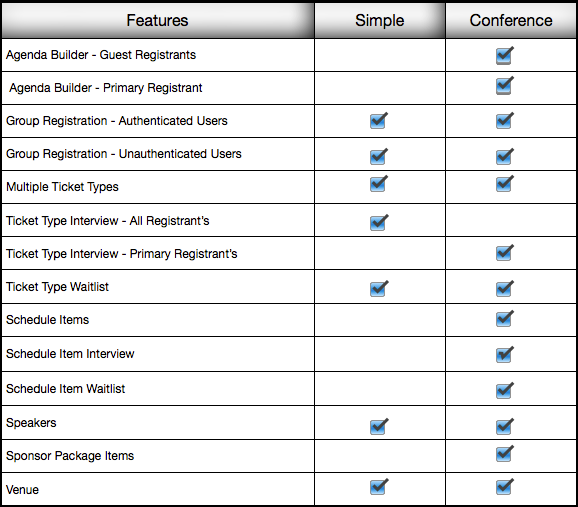 Features Simple Conference
Agenda Builder - Guest Registrants
Agenda Builder - Primary Registrant
Group Registration - Authenticated Users
Group Registration - Unauthenticated Users
Multiple Ticket Types
Ticket Type Interview - All Registrant's
Ticket Type Interview - Primary Registrant's
Ticket Type Waitlist
Schedule Items
Schedule Item Interview
Schedule Item Waitlist
Speakers
Sponsor Package Items
Venue